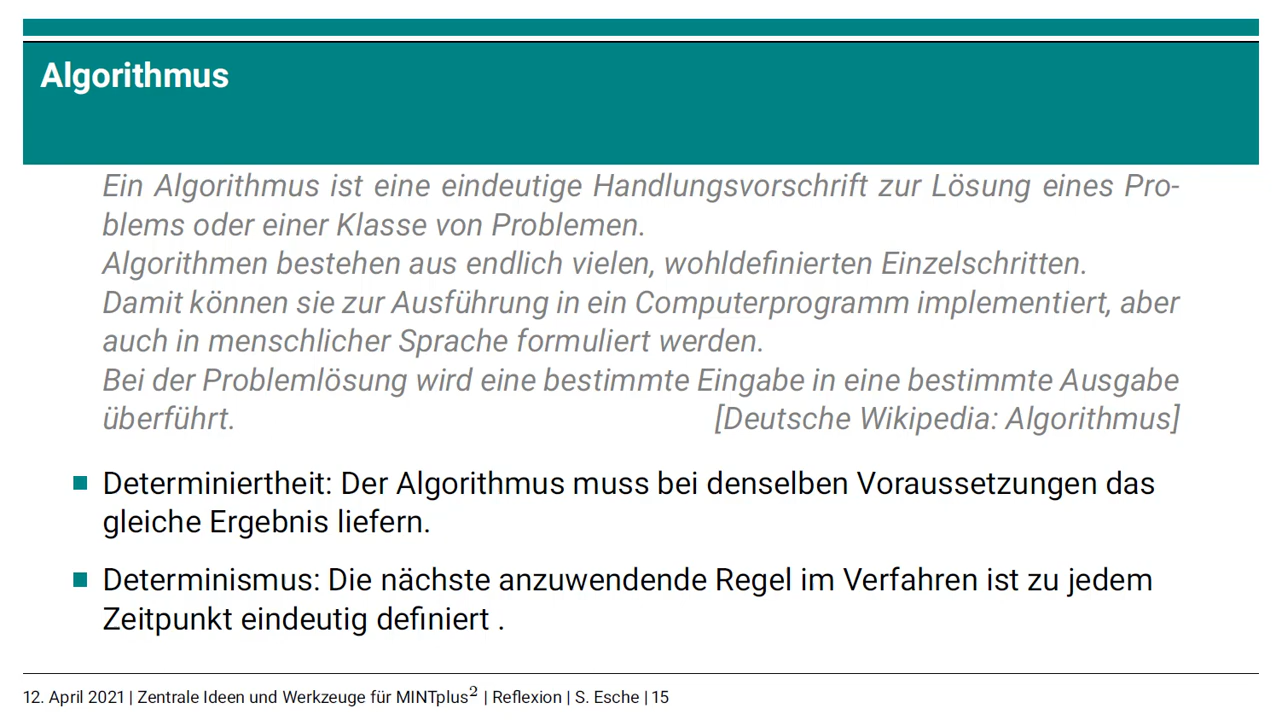 Algorithmus
Ein Algorithmus ist eine eindeutige Handlungsvorschrift zur Lösung eines Pro-
blems oder einer Klasse von Problemen.
Algorithmen bestehen aus endlich vielen, wohldefinierten Einzelschritten.
Damit können sie zur Ausführung in ein Computerprogramm implementiert, aber
auch in menschlicher Sprache formuliert werden.
Bei der Problemlösung wird eine bestimmte Eingabe in eine bestimmte Ausgabe
überführt. [Deutsche Wikipedia: Algorithmus]
Determiniertheit: Der Algorithmus muss bei denselben Voraussetzungen das
gleiche Ergebnis liefern.
Determinismus: Die nächste anzuwendende Regel im Verfahren ist zu jedem
Zeitpunkt eindeutig definiert .
12. April 2021 | Zentrale Ideen und Werkzeuge für MINTplus² | Reflexion | S. Esche | 15